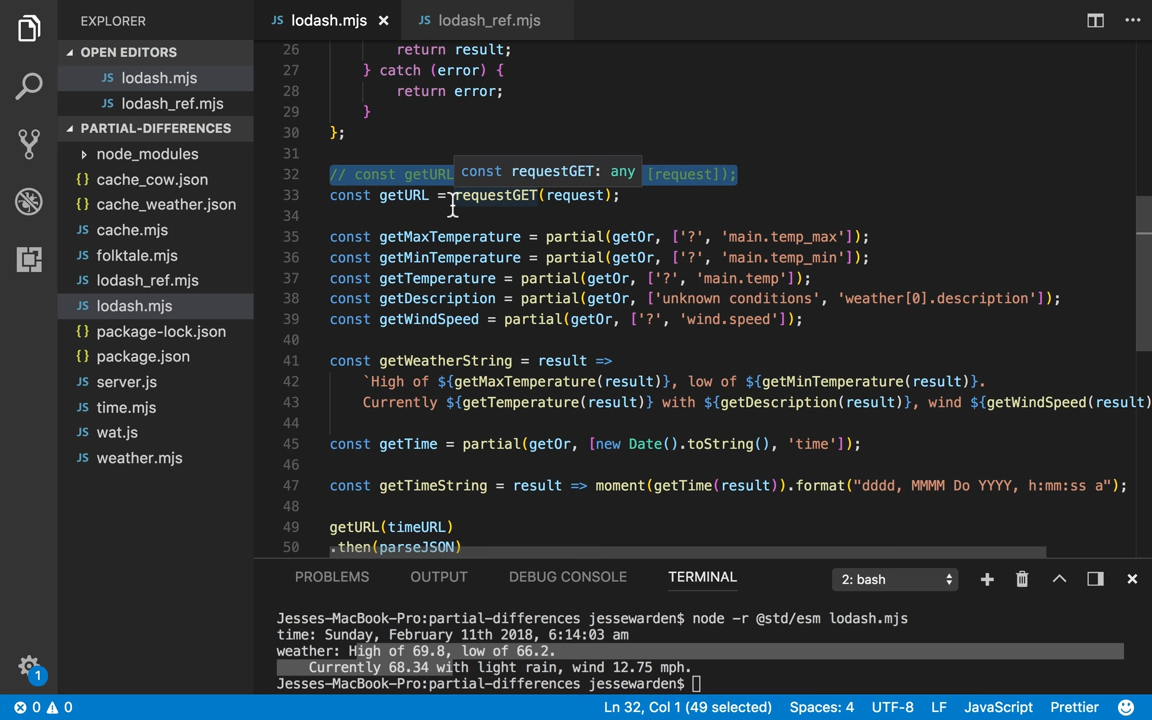 EXPLORER
OPEN EDITORS
JS lodash.mjs
JS lodash_ref.mjs
PARTIAL-DIFFERENCES
node_modules
{} cache_cow.json
{} cache_weather.json
JS cache.mjs
JS folktale.mjs
JS lodash_ref.mjs
JS lodash.mjs
{} package-lock.json
{} package.json
JS server.js
JS time.mjs
JS wat.js
JS weather.mjs
1
JS lodash.mjs
JS lodash_ref.mjs
26 return result;
27 } catch (error) {
28 return error;
29 }
30 };
31
32 // const getURL [request]);
const requestGET: any
33 const getURL = requestGET(request);
34
35 const getMaxTemperature = partial(getOr, ['?', 'main.temp_max']);
36 const getMinTemperature = partial(getOr, ['?', 'main.temp_min']);
37 const getTemperature = partial(getOr, ['?', 'main.temp']);
38 const getDescription = partial(getOr, ['unknown conditions', 'weather[0].description']);
39 const getWindSpeed = partial(getOr, ['?', 'wind.speed']);
40
41 const getWeatherString = result =>
42 `High of ${getMaxTemperature(result)}, low of ${getMinTemperature(result)}.
43 Currently ${getTemperature(result)} with ${getDescription(result)}, wind ${getWindSpeed(result)
44
45 const getTime = partial(getOr, [new Date().toString(), 'time']);
46
47 const getTimeString = result => moment(getTime(result)).format("dddd, MMMM Do YYYY, h:mm:ss a");
48
49 getURL(timeURL)
50 .then(parseJSON)
PROBLEMS OUTPUT DEBUG CONSOLE TERMINAL 2: bash
Jesses-MacBook-Pro:partial-differences jessewarden$ node -r @std/esm lodash.mjs
time: Sunday, February 11th 2018, 6:14:03 am
weather: High of 69.8, low of 66.2.
Currently 68.34 with light rain, wind 12.75 mph.
Jesses-MacBook-Pro:partial-differences jessewarden$
0 0 Ln 32, Col 1 (49 selected) Spaces: 4 UTF-8 LF JavaScript Prettier